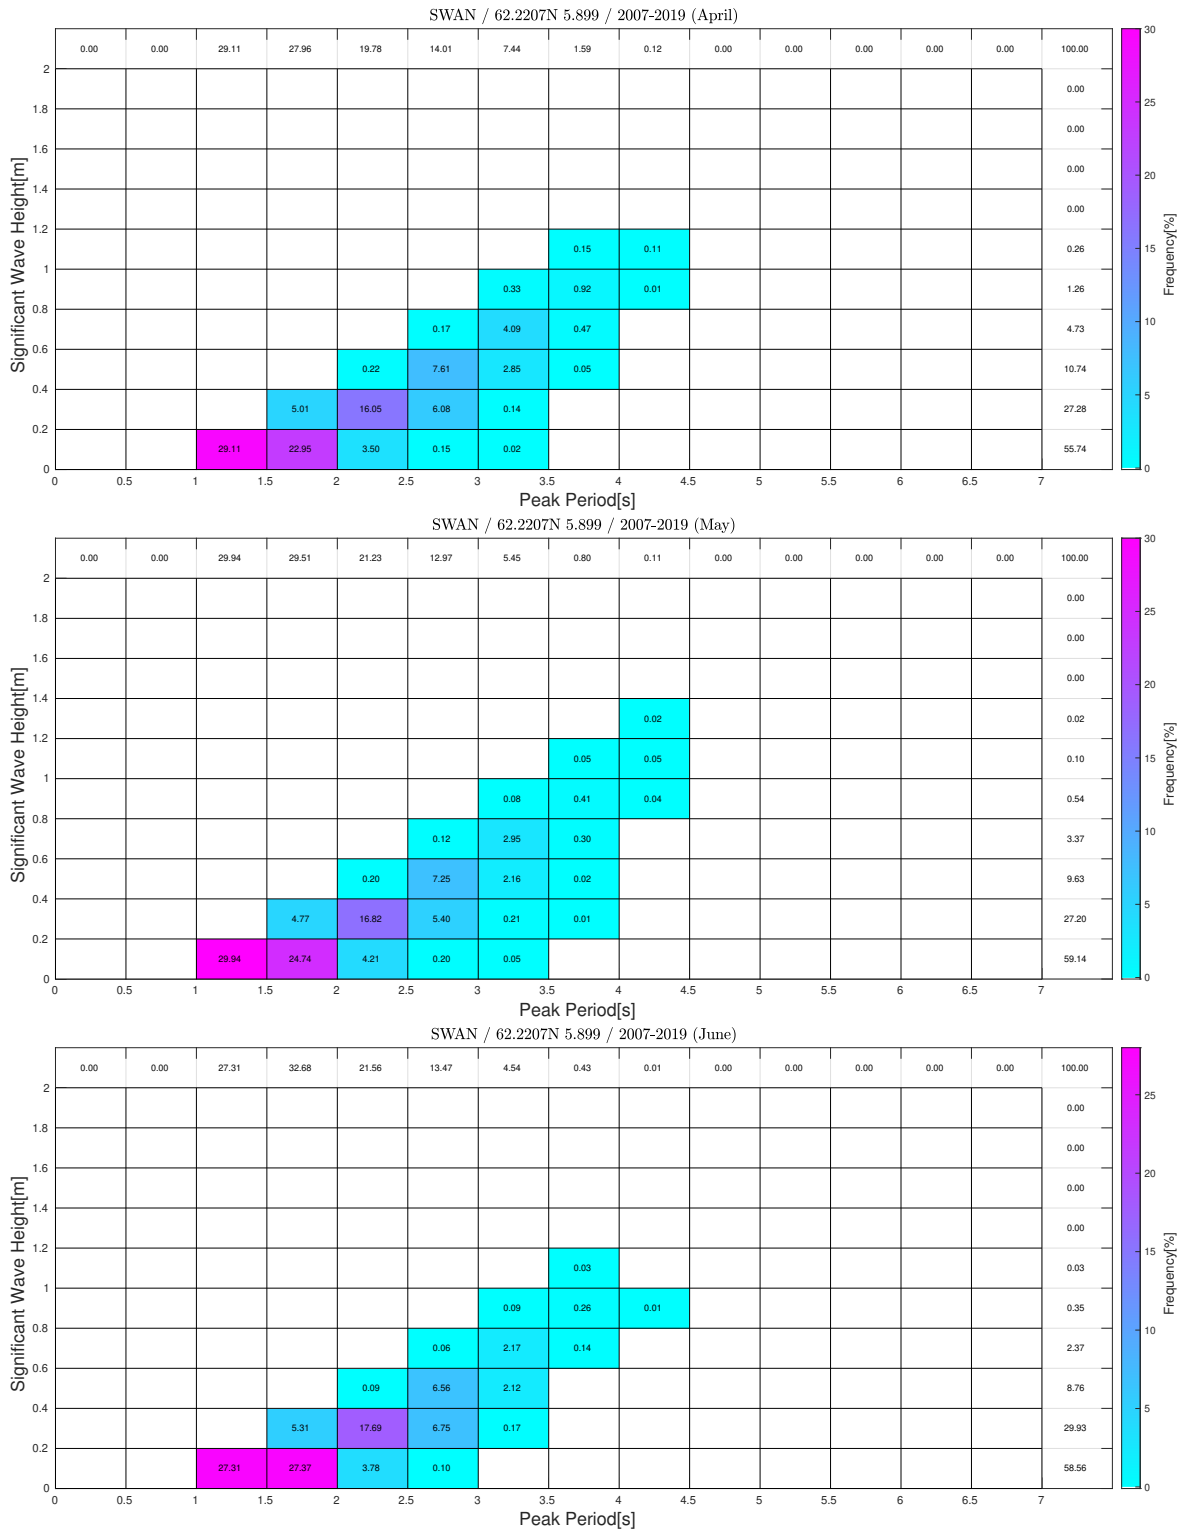 SWAN / 62.2207N 5.899 / 2007-2019 (April)
0.00 0.00 29.11 27.96 19.78 14.01 7.44 1.59 0.12 0.00 0.00 0.00 0.00 0.00 100.00
30
2
0.00
1.8
25
0.00
1.6
0.00
1.4
20
0.00
1.2
0.15 0.11 0.26
15
1
0.33 0.92 0.01 1.26
0.8
10
0.17 4.09 0.47 4.73
0.6
0.22 7.61 2.85 0.05 10.74
0.4
5
5.01 16.05 6.08 0.14 27.28
0.2
29.11 22.95 3.50 0.15 0.02 55.74
0
0
Significant Wave Height[m]
Frequency[%]
0 0.5 1 1.5 2 2.5 3 3.5 4 4.5 5 5.5 6 6.5 7
Peak Period[s]
SWAN / 62.2207N 5.899 / 2007-2019 (May)
0.00 0.00 29.94 29.51 21.23 12.97 5.45 0.80 0.11 0.00 0.00 0.00 0.00 0.00 100.00
30
2
0.00
1.8
25
0.00
1.6
0.00
1.4
20
0.02 0.02
1.2
0.05 0.05 0.10
15
1
0.08 0.41 0.04 0.54
0.8
10
0.12 2.95 0.30 3.37
0.6
0.20 7.25 2.16 0.02 9.63
0.4
5
4.77 16.82 5.40 0.21 0.01 27.20
0.2
29.94 24.74 4.21 0.20 0.05 59.14
0
0
Significant Wave Height[m]
Frequency[%]
0 0.5 1 1.5 2 2.5 3 3.5 4 4.5 5 5.5 6 6.5 7
Peak Period[s]
SWAN / 62.2207N 5.899 / 2007-2019 (June)
0.00 0.00 27.31 32.68 21.56 13.47 4.54 0.43 0.01 0.00 0.00 0.00 0.00 0.00 100.00
2
25
0.00
1.8
0.00
1.6
20
0.00
1.4
0.00
1.2
15
0.03 0.03
1
0.09 0.26 0.01 0.35
0.8
10
0.06 2.17 0.14 2.37
0.6
0.09 6.56 2.12 8.76
0.4
5
5.31 17.69 6.75 0.17 29.93
0.2
27.31 27.37 3.78 0.10 58.56
0
0
Significant Wave Height[m]
Frequency[%]
0 0.5 1 1.5 2 2.5 3 3.5 4 4.5 5 5.5 6 6.5 7
Peak Period[s]